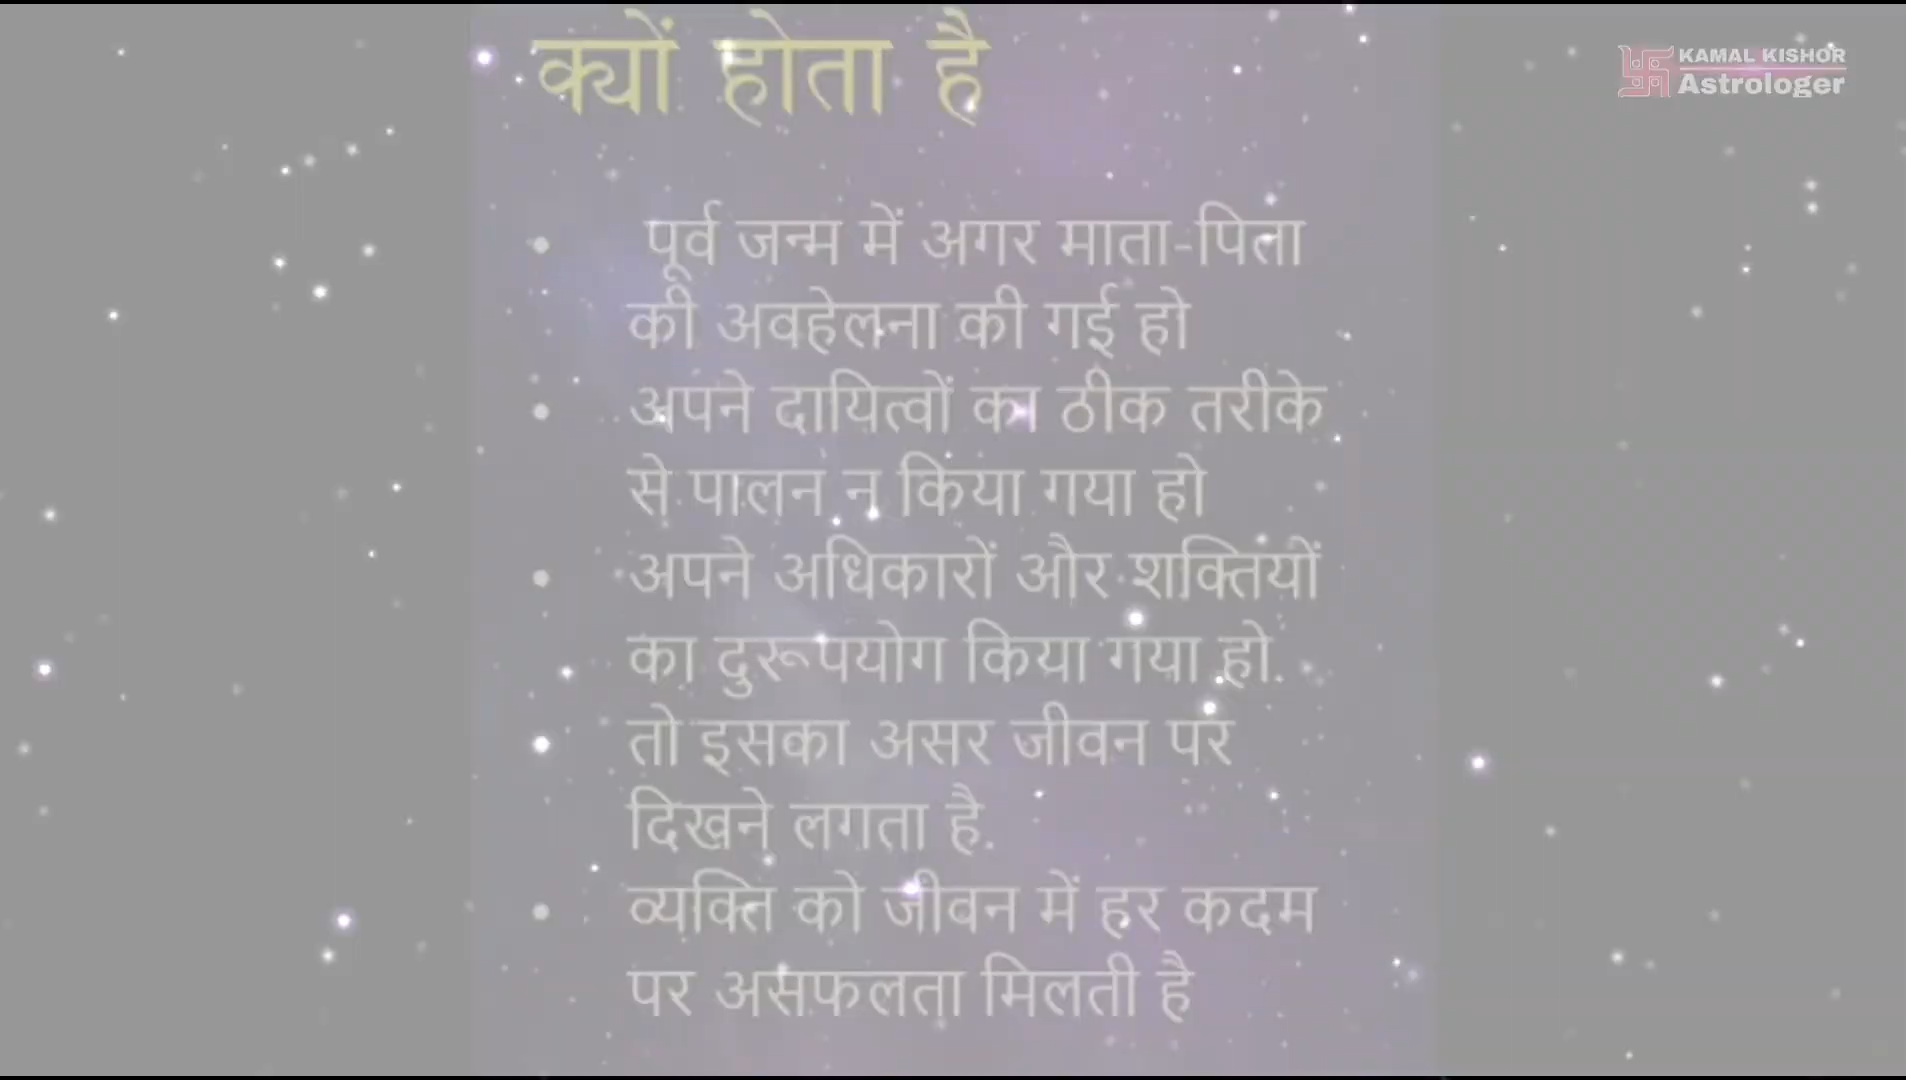 क्यों होता है
KAMAL KISHOR
Astrologer
• पूर्व जन्म में अगर माता-पिता
की अवहेलना की गई हो
• अपने दायित्वों का ठीक तरीके
से पालन न किया गया हो
• अपने अधिकारों और शक्तियों
का दुरूपयोग किया गया हो.
• तो इसका असर जीवन पर
दिखने लगता है.
• व्यक्ति को जीवन में हर कदम
पर असफलता मिलती है